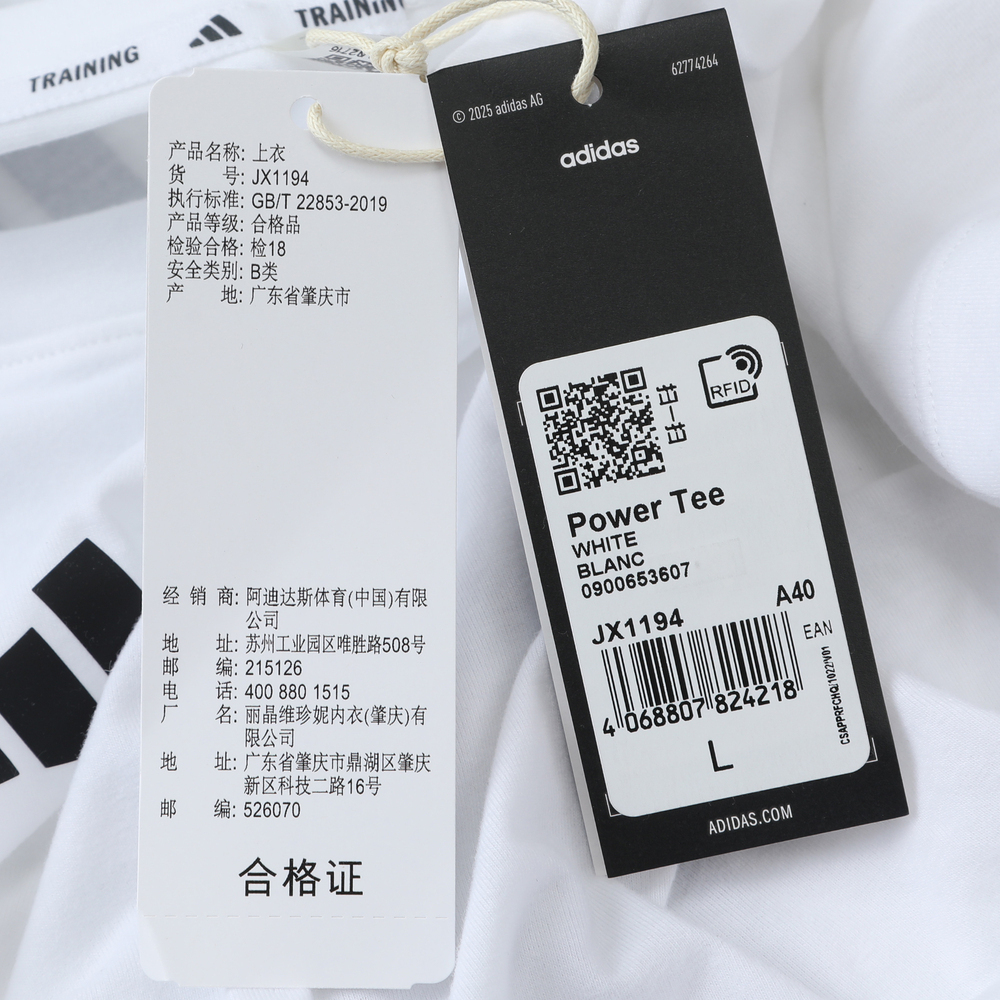 TRAINING
TRAININ
产品名称: 上衣
货 号: JX1194
执行标准: GB/T 22853-2019
产品等级: 合格品
检验合格: 检18
安全类别: B类
产 地: 广东省肇庆市
经 销 商: 阿迪达斯体育(中国)有限
公司
地 址: 苏州工业园区唯胜路508号
邮 编: 215126
电 话: 400 880 1515
厂 名: 丽晶维珍妮内衣(肇庆)有
限公司
地 址: 广东省肇庆市鼎湖区肇庆
新区科技二路16号
邮 编: 526070
合格证
© 2025 adidas AG
62774264
adidas
扫一扫
RFID
Power Tee
WHITE
BLANC
0900653607
A40
JX1194
EAN
4 068807 824218
CSAPPRFCHQ/1022/V01
L
ADIDAS.COM